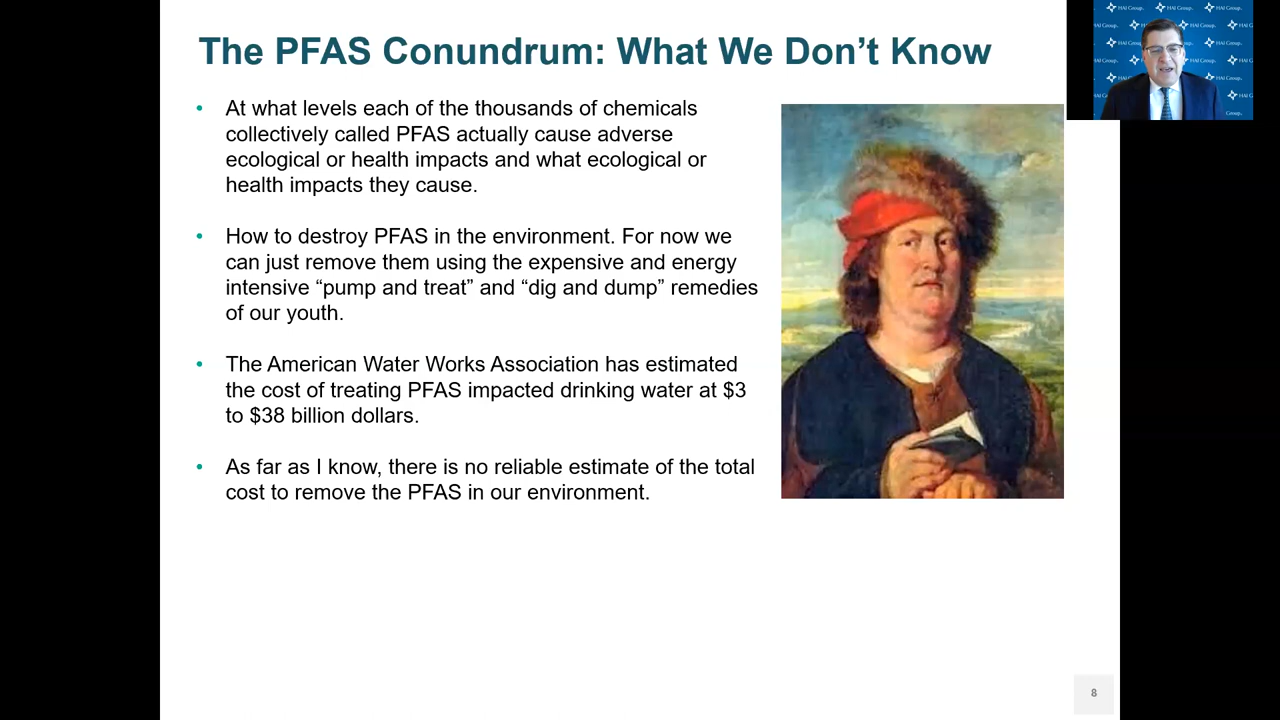 The PFAS Conundrum: What We Don't Know
• At what levels each of the thousands of chemicals
collectively called PFAS actually cause adverse
ecological or health impacts and what ecological or
health impacts they cause.
• How to destroy PFAS in the environment. For now we
can just remove them using the expensive and energy
intensive “pump and treat” and “dig and dump” remedies
of our youth.
• The American Water Works Association has estimated
the cost of treating PFAS impacted drinking water at $3
to $38 billion dollars.
• As far as I know, there is no reliable estimate of the total
cost to remove the PFAS in our environment.
8
HAI Group.